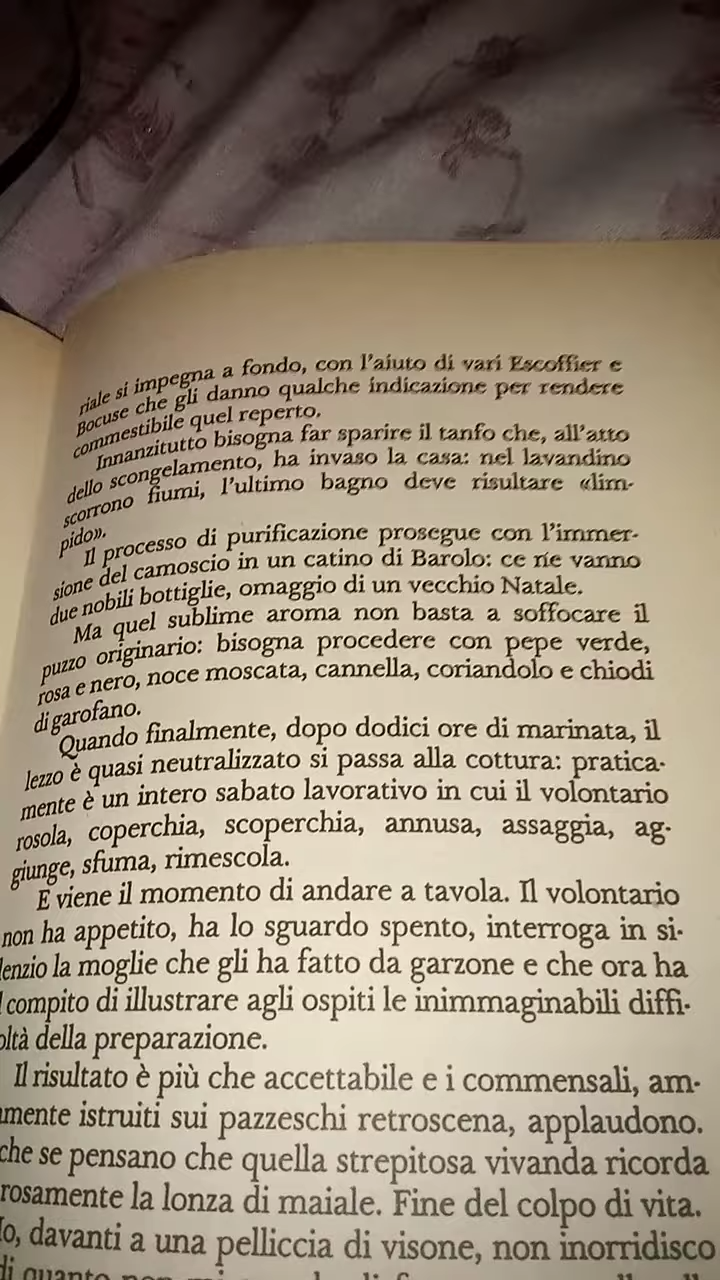 riale si impegna a fondo, con l'aiuto di vari Escoffier e
Bocuse che gli danno qualche indicazione per rendere
commestibile quel reperto.
Innanzitutto bisogna far sparire il tanfo che, all'atto
dello scongelamento, ha invaso la casa: nel lavandino
scorrono fiumi, l'ultimo bagno deve risultare «lim-
pido».
Il processo di purificazione prosegue con l'immer-
sione del camoscio in un catino di Barolo: ce ne vanno
due nobili bottiglie, omaggio di un vecchio Natale.
Ma quel sublime aroma non basta a soffocare il
puzzo originario: bisogna procedere con pepe verde,
rosa e nero, noce moscata, cannella, coriandolo e chiodi
di garofano.
Quando finalmente, dopo dodici ore di marinata, il
lezzo è quasi neutralizzato si passa alla cottura: pratica-
mente è un intero sabato lavorativo in cui il volontario
rosola, coperchia, scoperchia, annusa, assaggia, ag-
giunge, sfuma, rimescola.
E viene il momento di andare a tavola. Il volontario
non ha appetito, ha lo sguardo spento, interroga in si-
lenzio la moglie che gli ha fatto da garzone e che ora ha
l compito di illustrare agli ospiti le inimmaginabili diffi-
oltà della preparazione.
Il risultato è più che accettabile e i commensali, am-
mente istruiti sui pazzeschi retroscena, applaudono.
che se pensano che quella strepitosa vivanda ricorda
rosamente la lonza di maiale. Fine del colpo di vita.
Io, davanti a una pelliccia di visone, non inorridisco
di quanto non